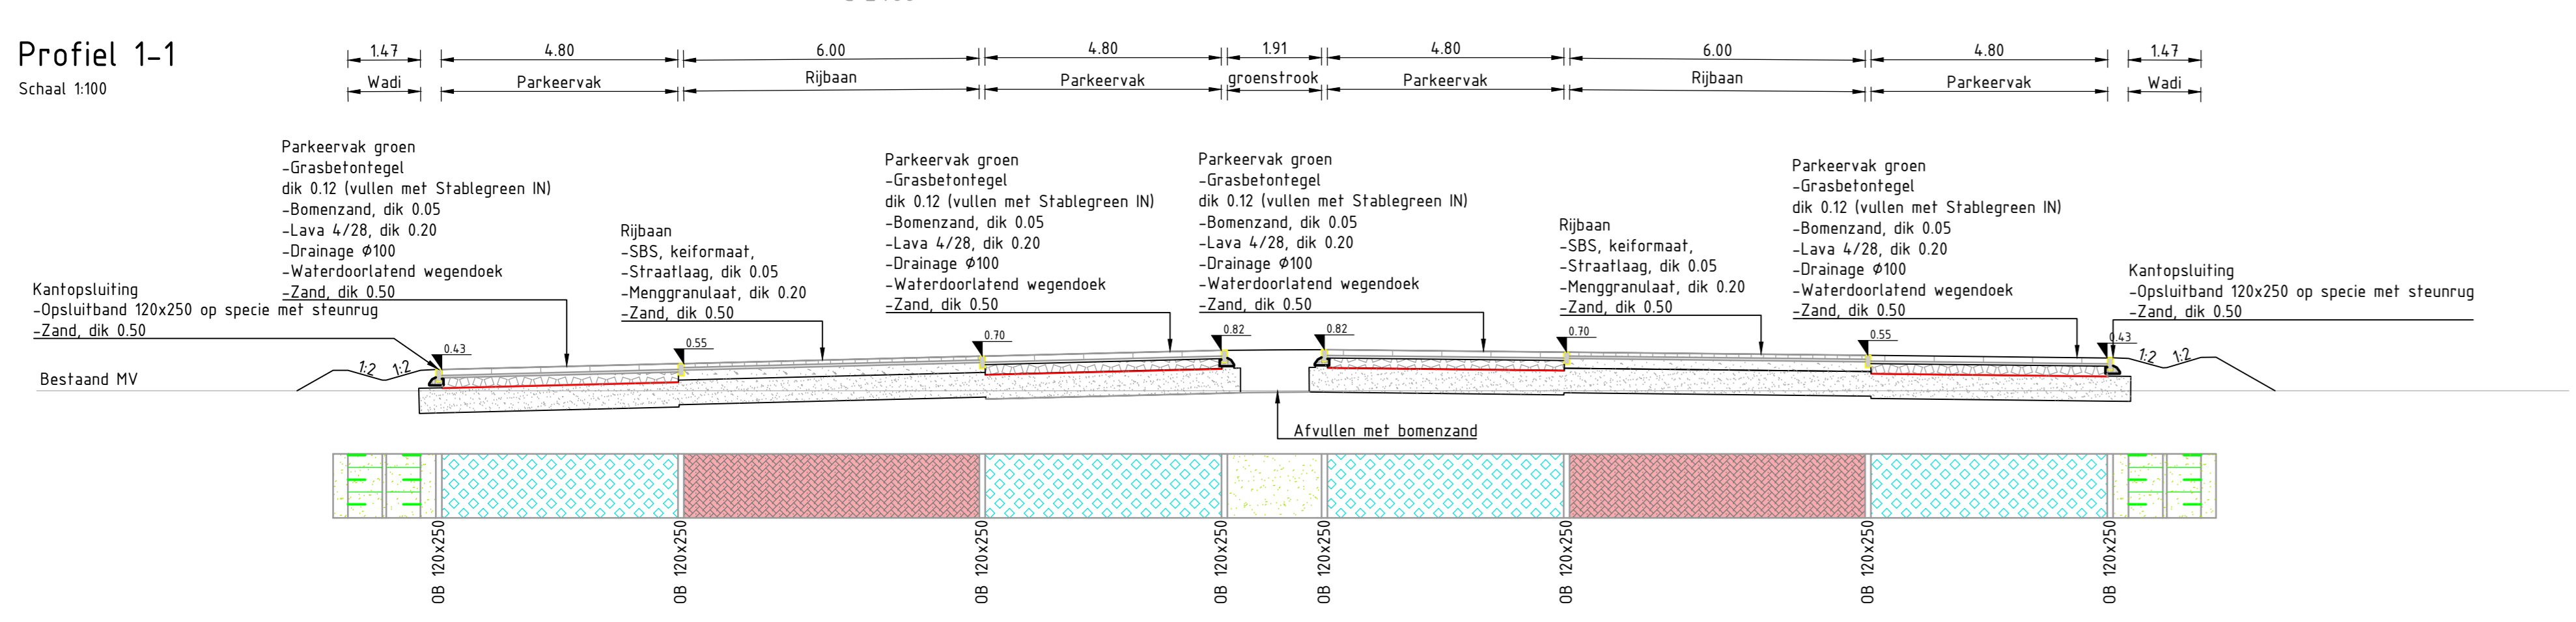 Profiel 1-1
Schaal 1:100
1.47
4.80
6.00
4.80
1.91
4.80
6.00
4.80
1.47
Wadi
Parkeervak
Rijbaan
Parkeervak
groenstrook
Parkeervak
Rijbaan
Parkeervak
Wadi
Kantopsluiting
-Opsluitband 120x250 op specie met steunrug
-Zand, dik 0.50
Parkeervak groen
-Grasbetontegel
dik 0.12 (vullen met Stablegreen IN)
-Bomenzand, dik 0.05
-Lava 4/28, dik 0.20
-Drainage Ø100
-Waterdoorlatend wegendoek
-Zand, dik 0.50
Rijbaan
-SBS, keiformaat,
-Straatlaag, dik 0.05
-Menggranulaat, dik 0.20
-Zand, dik 0.50
Parkeervak groen
-Grasbetontegel
dik 0.12 (vullen met Stablegreen IN)
-Bomenzand, dik 0.05
-Lava 4/28, dik 0.20
-Drainage Ø100
-Waterdoorlatend wegendoek
-Zand, dik 0.50
Parkeervak groen
-Grasbetontegel
dik 0.12 (vullen met Stablegreen IN)
-Bomenzand, dik 0.05
-Lava 4/28, dik 0.20
-Drainage Ø100
-Waterdoorlatend wegendoek
-Zand, dik 0.50
Rijbaan
-SBS, keiformaat,
-Straatlaag, dik 0.05
-Menggranulaat, dik 0.20
-Zand, dik 0.50
Parkeervak groen
-Grasbetontegel
dik 0.12 (vullen met Stablegreen IN)
-Bomenzand, dik 0.05
-Lava 4/28, dik 0.20
-Drainage Ø100
-Waterdoorlatend wegendoek
-Zand, dik 0.50
Kantopsluiting
-Opsluitband 120x250 op specie met steunrug
-Zand, dik 0.50
0.43
0.55
0.70
0.82
0.82
0.70
0.55
0.43
1:2
1:2
1:2
1:2
Bestaand MV
Afvullen met bomenzand
OB 120x250
OB 120x250
OB 120x250
OB 120x250
OB 120x250
OB 120x250
OB 120x250
OB 120x250